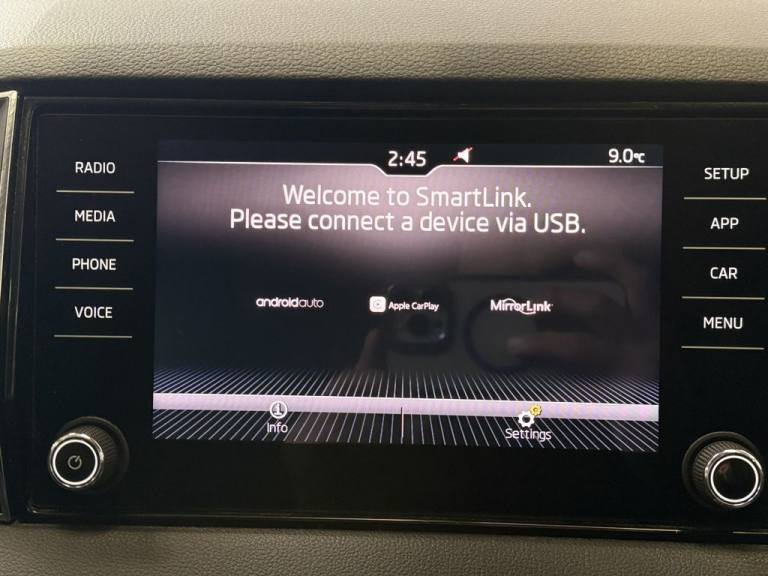 2:45
9.0°C
Welcome to SmartLink.
Please connect a device via USB.
androidauto
Apple CarPlay
MirrorLink
Info
Settings
RADIO
MEDIA
PHONE
VOICE
SETUP
APP
CAR
MENU